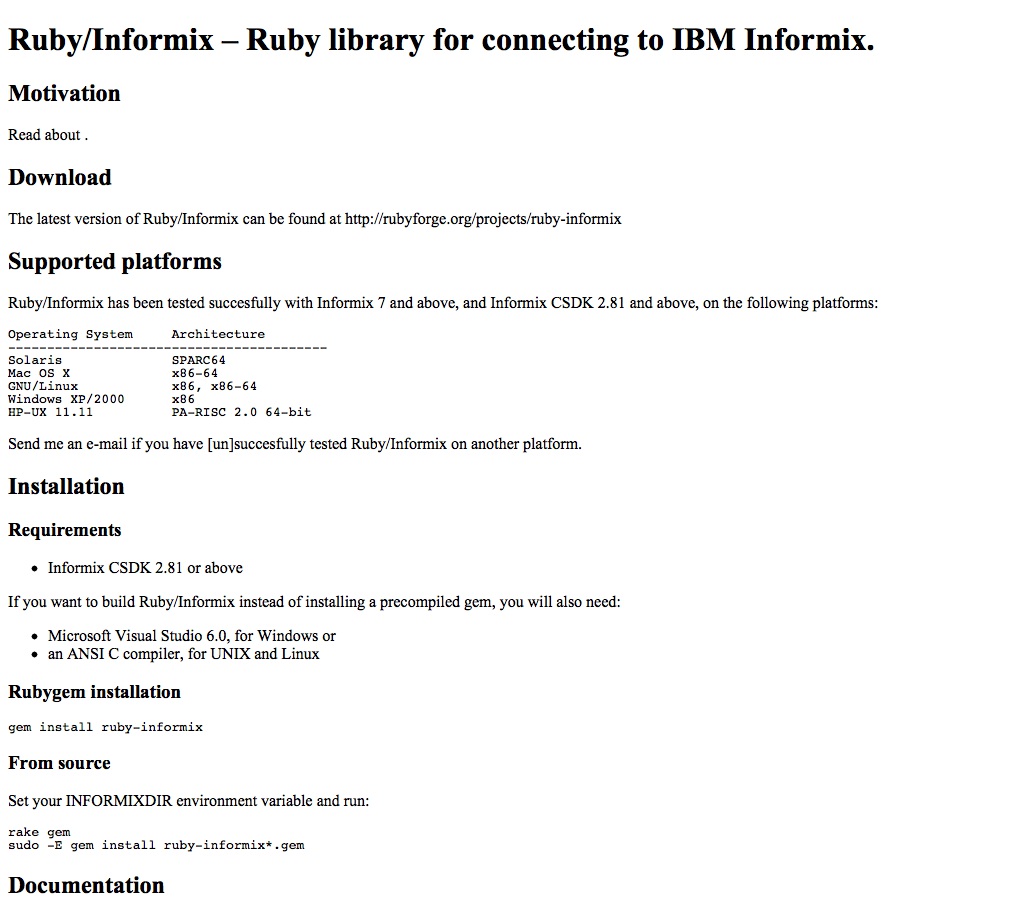 Ruby/Informix – Ruby library for connecting to IBM Informix.
Motivation
Read about .
Download
The latest version of Ruby/Informix can be found at http://rubyforge.org/projects/ruby-informix
Supported platforms
Ruby/Informix has been tested succesfully with Informix 7 and above, and Informix CSDK 2.81 and above, on the following platforms:
Operating System     Architecture
-----------------------------------------
Solaris              SPARC64
Mac OS X             x86-64
GNU/Linux            x86, x86-64
Windows XP/2000      x86
HP-UX 11.11          PA-RISC 2.0 64-bit
Send me an e-mail if you have [un]succesfully tested Ruby/Informix on another platform.
Installation
Requirements
• Informix CSDK 2.81 or above
If you want to build Ruby/Informix instead of installing a precompiled gem, you will also need:
• Microsoft Visual Studio 6.0, for Windows or
• an ANSI C compiler, for UNIX and Linux
Rubygem installation
gem install ruby-informix
From source
Set your INFORMIXDIR environment variable and run:
rake gem
sudo -E gem install ruby-informix*.gem
Documentation